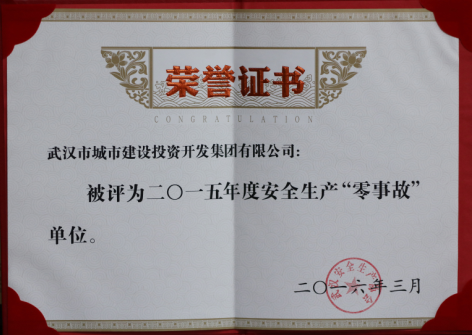 荣誉证书
CONGRATULATION
武汉市城市建设投资开发集团有限公司:
被评为二〇一五年度安全生产“零事故”
单位。
二〇一六年三月